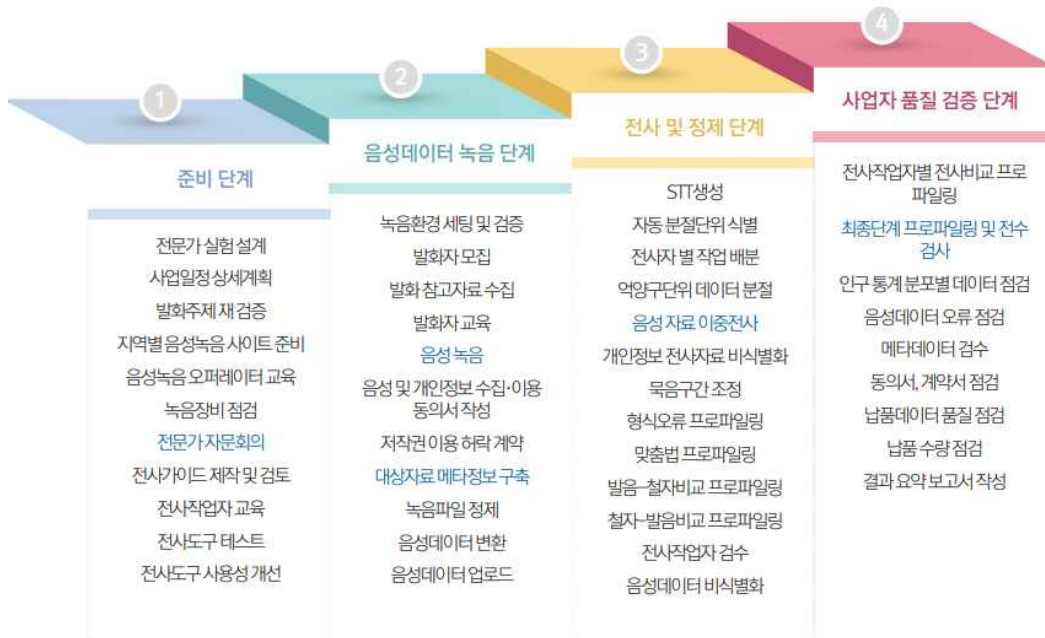 1
준비 단계
전문가 실험 설계
사업일정 상세계획
발화주제 재 검증
지역별 음성녹음 사이트 준비
음성녹음 오퍼레이터 교육
녹음장비 점검
전문가 자문회의
전사가이드 제작 및 검토
전사작업자 교육
전사도구 테스트
전사도구 사용성 개선
2
음성데이터 녹음 단계
녹음환경 세팅 및 검증
발화자 모집
발화 참고자료 수집
발화자 교육
음성 녹음
음성 및 개인정보 수집·이용
동의서 작성
저작권 이용 허락 계약
대상자료 메타정보 구축
녹음파일 정제
음성데이터 변환
음성데이터 업로드
3
전사 및 정제 단계
STT생성
자동 분절단위 식별
전사자 별 작업 배분
억양구단위 데이터 분절
음성 자료 이중전사
개인정보 전사자료 비식별화
묶음구간 조정
형식오류 프로파일링
맞춤법 프로파일링
발음-철자비교 프로파일링
철자-발음비교 프로파일링
전사작업자 검수
음성데이터 비식별화
4
사업자 품질 검증 단계
전사작업자별 전사비교 프로
파일링
최종단계 프로파일링 및 전수
검사
인구 통계 분포별 데이터 점검
음성데이터 오류 점검
메타데이터 검수
동의서, 계약서 점검
납품데이터 품질 점검
납품 수량 점검
결과 요약 보고서 작성